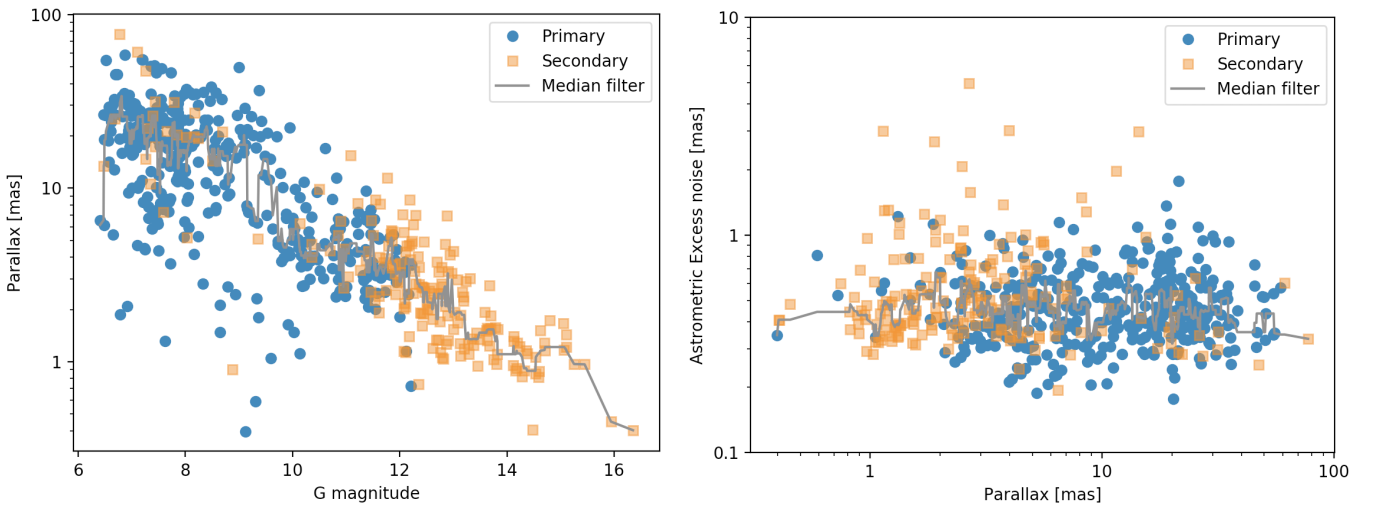 100
10
1
Parallax [mas]
6 8 10 12 14 16
G magnitude
Primary
Secondary
Median filter
10
1
0.1
Astrometric Excess noise [mas]
1 10 100
Parallax [mas]
Primary
Secondary
Median filter